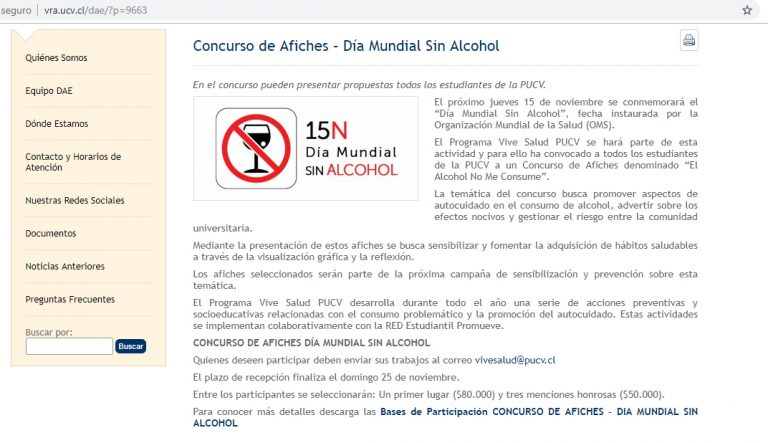 seguro | vra.ucv.cl/dae/?p=9663
Quiénes Somos
Equipo DAE
Dónde Estamos
Contacto y Horarios de
Atención
Nuestras Redes Sociales
Documentos
Noticias Anteriores
Preguntas Frecuentes
Buscar por:
Buscar
Concurso de Afiches - Día Mundial Sin Alcohol
En el concurso pueden presentar propuestas todos los estudiantes de la PUCV.
15N
Día Mundial
SIN ALCOHOL
El próximo jueves 15 de noviembre se conmemorará el
"Día Mundial Sin Alcohol", fecha instaurada por la
Organización Mundial de la Salud (OMS).
El Programa Vive Salud PUCV se hará parte de esta
actividad y para ello ha convocado a todos los estudiantes
de la PUCV a un Concurso de Afiches denominado "El
Alcohol No Me Consume".
La temática del concurso busca promover aspectos de
autocuidado en el consumo de alcohol, advertir sobre los
efectos nocivos y gestionar el riesgo entre la comunidad
universitaria.
Mediante la presentación de estos afiches se busca sensibilizar y fomentar la adquisición de hábitos saludables
a través de la visualización gráfica y la reflexión.
Los afiches seleccionados serán parte de la próxima campaña de sensibilización y prevención sobre esta
temática.
El Programa Vive Salud PUCV desarrolla durante todo el año una serie de acciones preventivas y
socioeducativas relacionadas con el consumo problemático y la promoción del autocuidado. Estas actividades
se implementan colaborativamente con la RED Estudiantil Promueve.
CONCURSO DE AFICHES DÍA MUNDIAL SIN ALCOHOL
Quienes deseen participar deben enviar sus trabajos al correo vivesalud@pucv.cl
El plazo de recepción finaliza el domingo 25 de noviembre.
Entre los participantes se seleccionarán: Un primer lugar ($80.000) y tres menciones honrosas ($50.000).
Para conocer más detalles descarga las Bases de Participación CONCURSO DE AFICHES - DIA MUNDIAL SIN
ALCOHOL